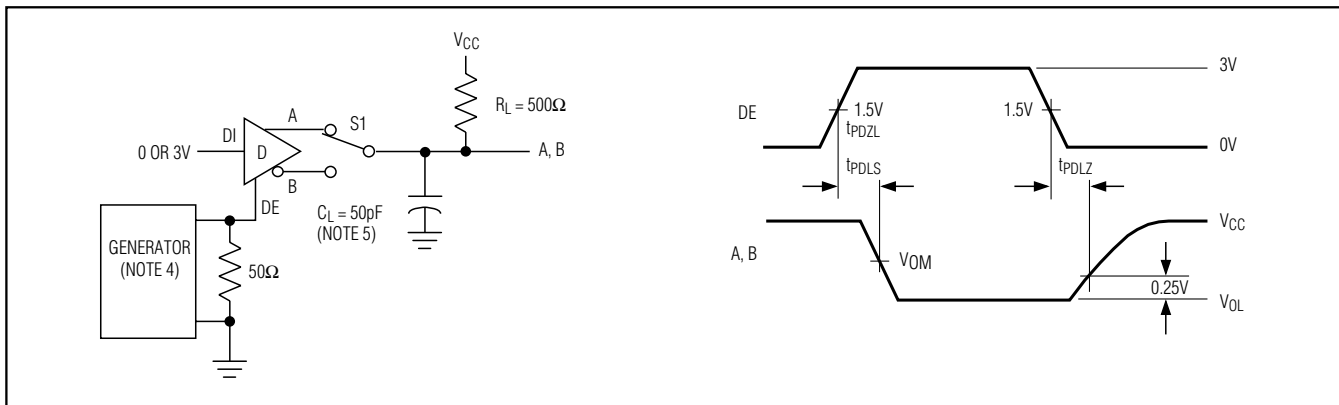 VCC
RL = 500Ω
A
S1
DI
D
0 OR 3V
A, B
B
DE
CL = 50pF
(NOTE 5)
GENERATOR
(NOTE 4)
50Ω
3V
DE
1.5V
1.5V
tPDZL
0V
tPDLS
tPDLZ
VCC
A, B
VOM
0.25V
VOL